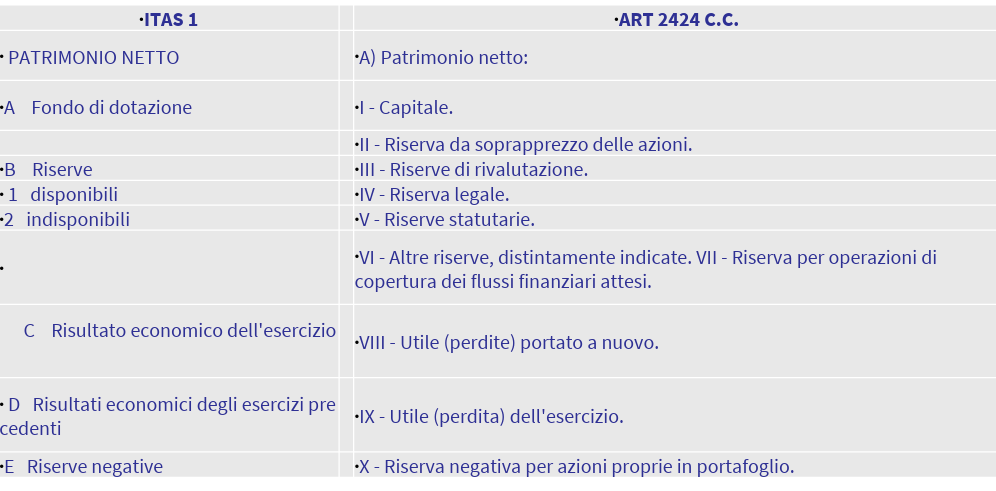 ·ITAS 1 ·ART 2424 C.C.
· PATRIMONIO NETTO ·A) Patrimonio netto:
·A Fondo di dotazione ·I - Capitale.
·II - Riserva da soprapprezzo delle azioni.
·B Riserve ·III - Riserve di rivalutazione.
· 1 disponibili ·IV - Riserva legale.
·2 indisponibili ·V - Riserve statutarie.
·
·VI - Altre riserve, distintamente indicate. VII - Riserva per operazioni di
copertura dei flussi finanziari attesi.
C Risultato economico dell'esercizio
·VIII - Utile (perdite) portato a nuovo.
· D Risultati economici degli esercizi pre
cedenti
·IX - Utile (perdita) dell'esercizio.
·E Riserve negative ·X - Riserva negativa per azioni proprie in portafoglio.